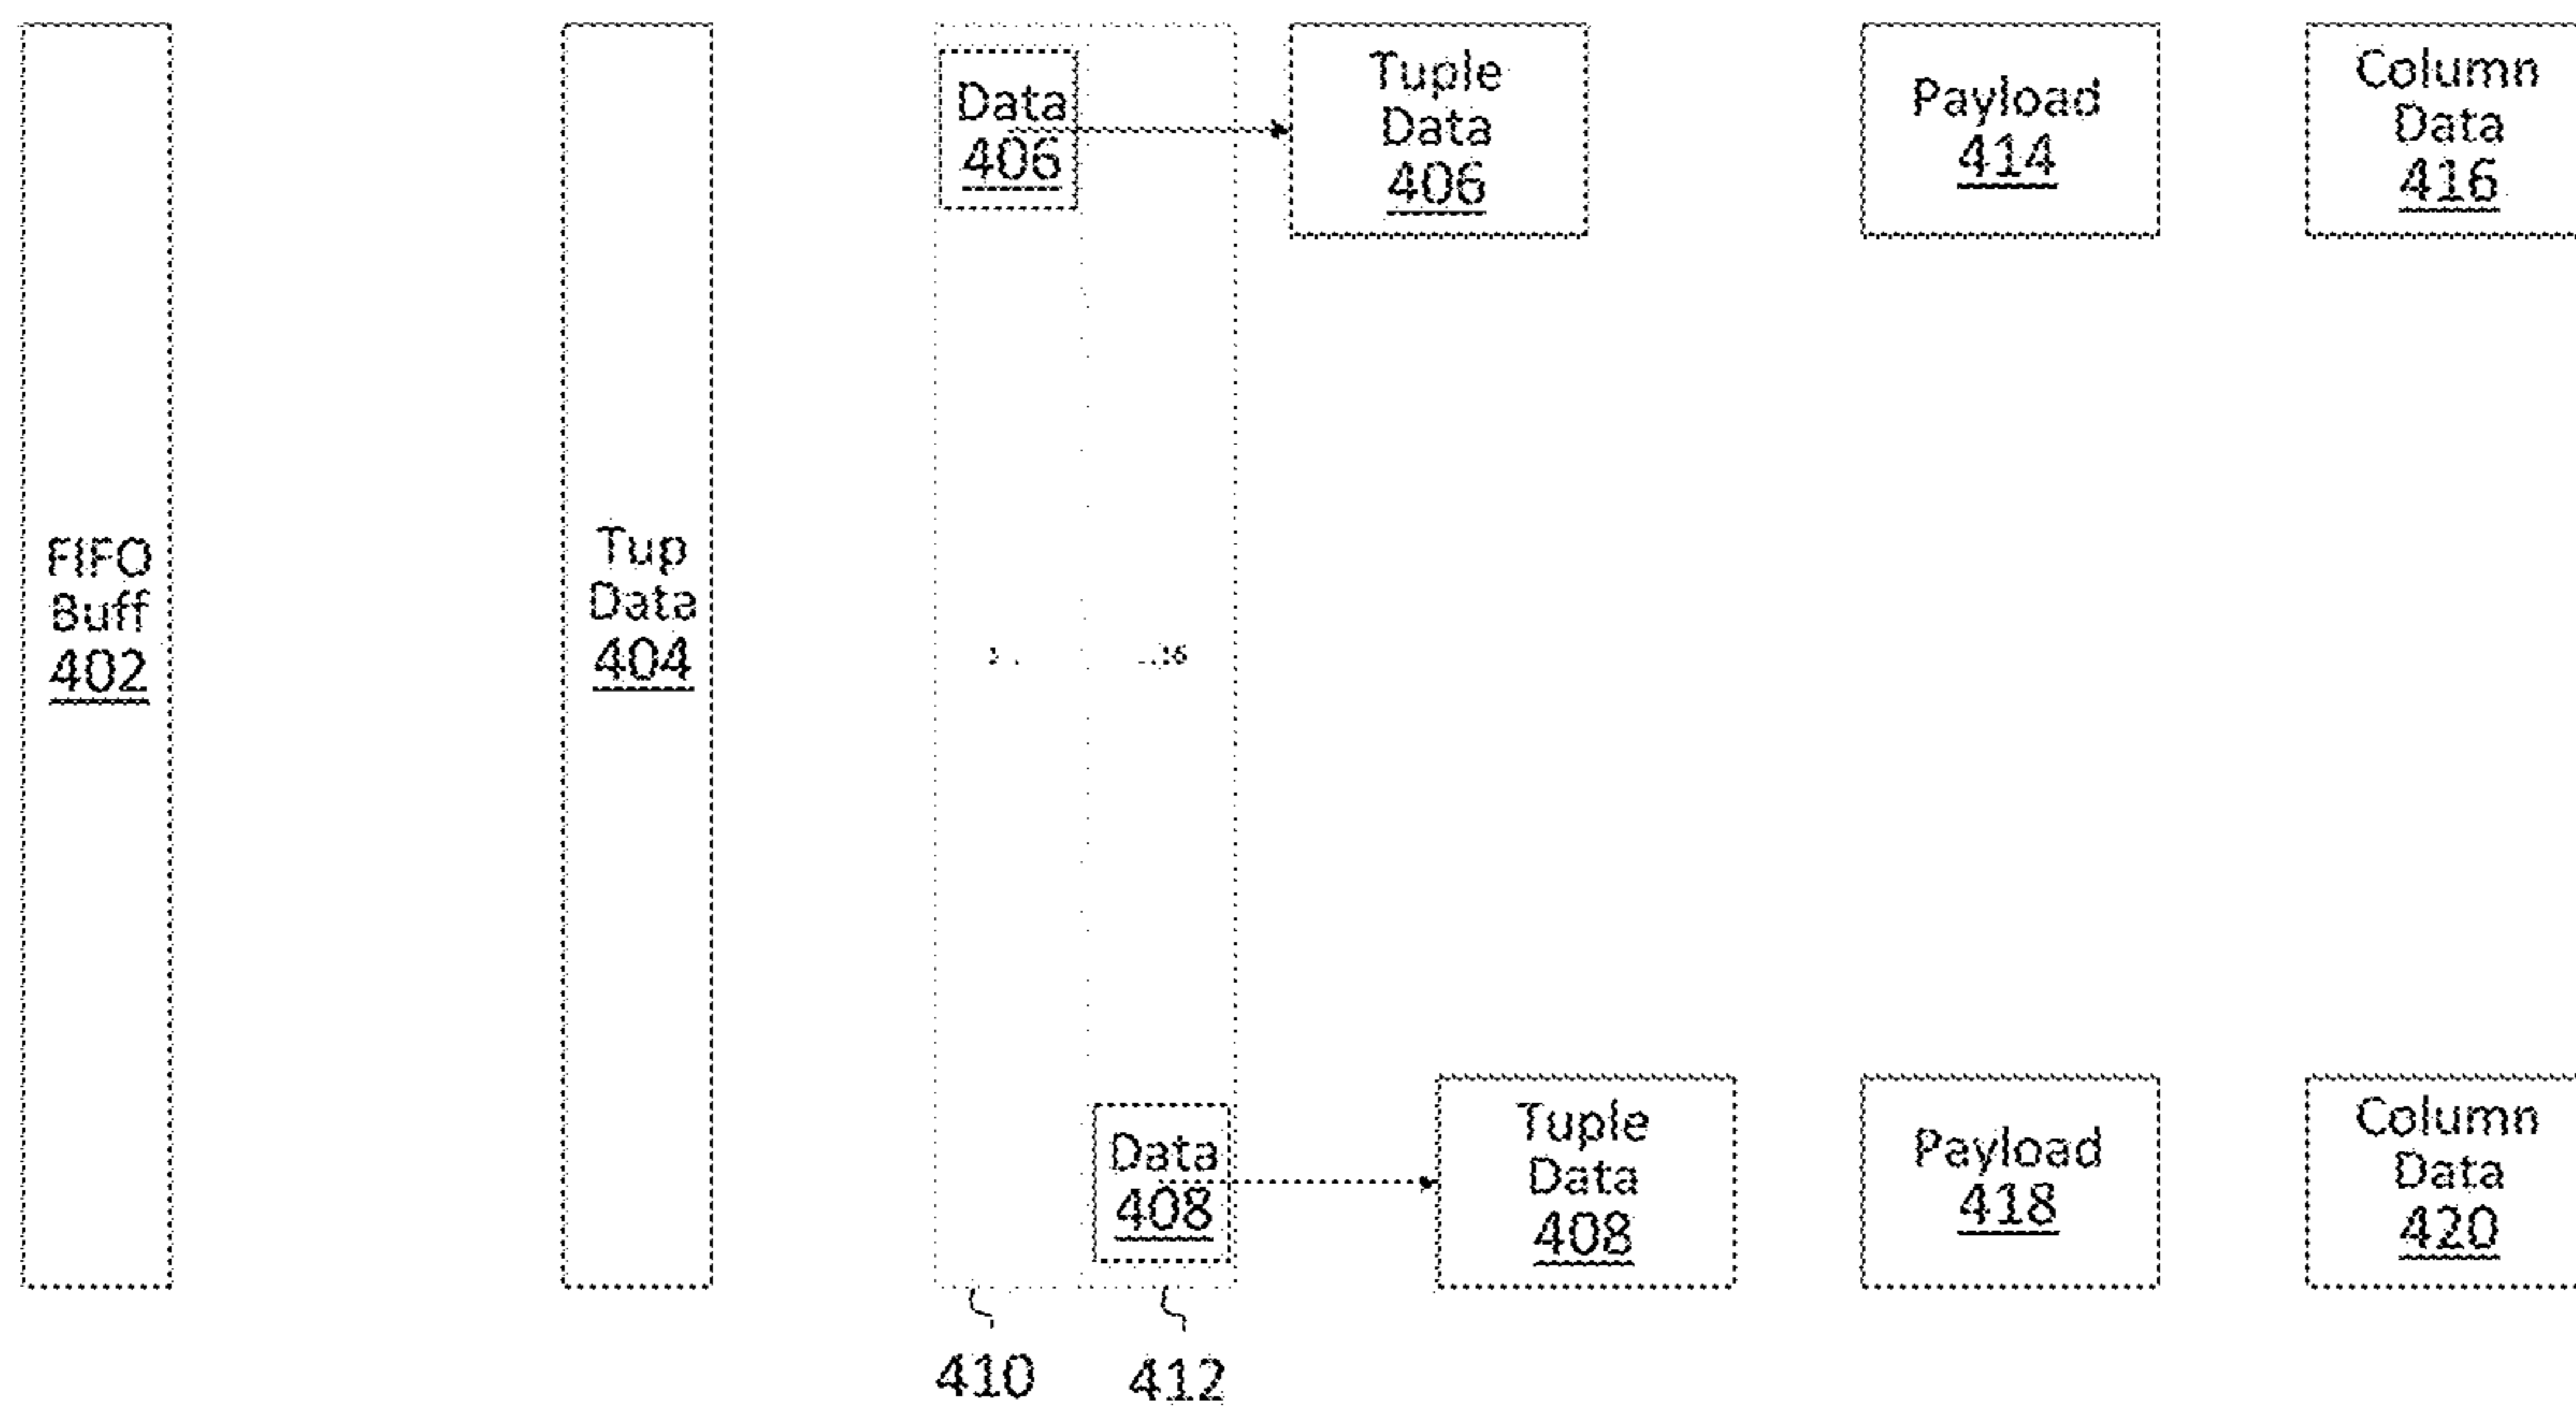 FIFO
Buff
402
Tup
Data
404
Data
406
Tuple
Data
406
Payload
414
Column
Data
416
Data
408
Tuple
Data
408
Payload
418
Column
Data
420
410
412